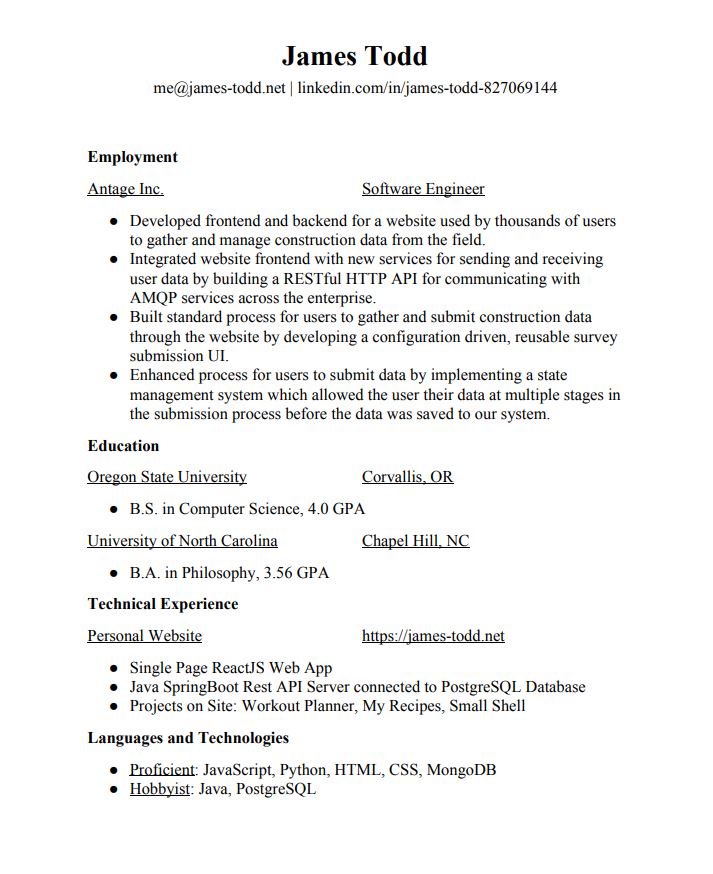 James Todd
me@james-todd.net | linkedin.com/in/james-todd-827069144
Employment
Antage Inc. Software Engineer
● Developed frontend and backend for a website used by thousands of users
to gather and manage construction data from the field.
● Integrated website frontend with new services for sending and receiving
user data by building a RESTful HTTP API for communicating with
AMQP services across the enterprise.
● Built standard process for users to gather and submit construction data
through the website by developing a configuration driven, reusable survey
submission UI.
● Enhanced process for users to submit data by implementing a state
management system which allowed the user their data at multiple stages in
the submission process before the data was saved to our system.
Education
Oregon State University Corvallis, OR
● B.S. in Computer Science, 4.0 GPA
University of North Carolina Chapel Hill, NC
● B.A. in Philosophy, 3.56 GPA
Technical Experience
Personal Website https://james-todd.net
● Single Page ReactJS Web App
● Java SpringBoot Rest API Server connected to PostgreSQL Database
● Projects on Site: Workout Planner, My Recipes, Small Shell
Languages and Technologies
● Proficient: JavaScript, Python, HTML, CSS, MongoDB
● Hobbyist: Java, PostgreSQL